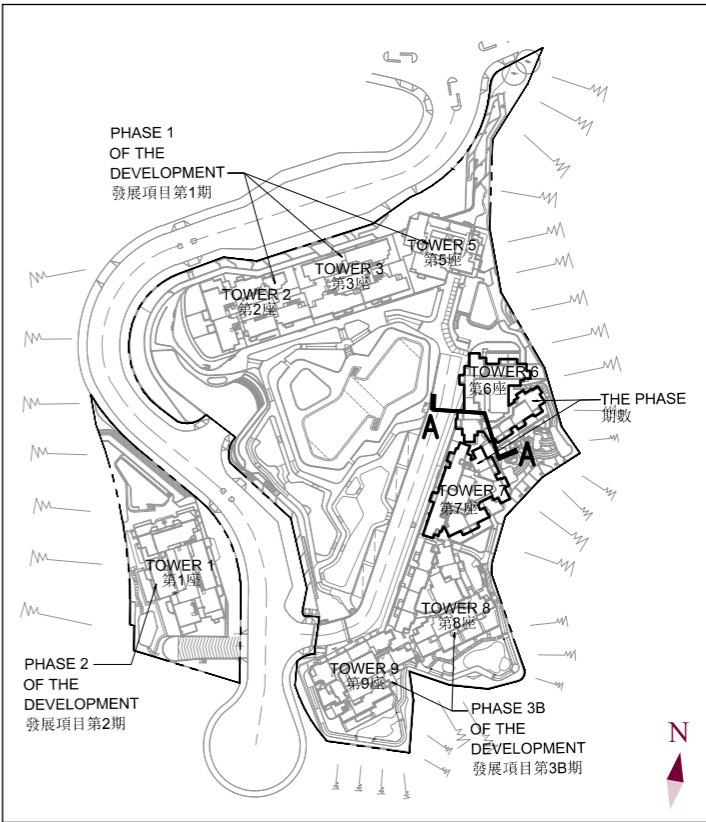 PHASE 1
OF THE
DEVELOPMENT
發展項目第1期
TOWER 5
第5座
TOWER 3
第3座
TOWER 2
第2座
TOWER 6
第6座
THE PHASE
期數
A
A
TOWER 7
第7座
TOWER 1
第1座
TOWER 8
第8座
TOWER 9
第9座
PHASE 2
OF THE
DEVELOPMENT
發展項目第2期
PHASE 3B
OF THE
DEVELOPMENT
發展項目第3B期
N